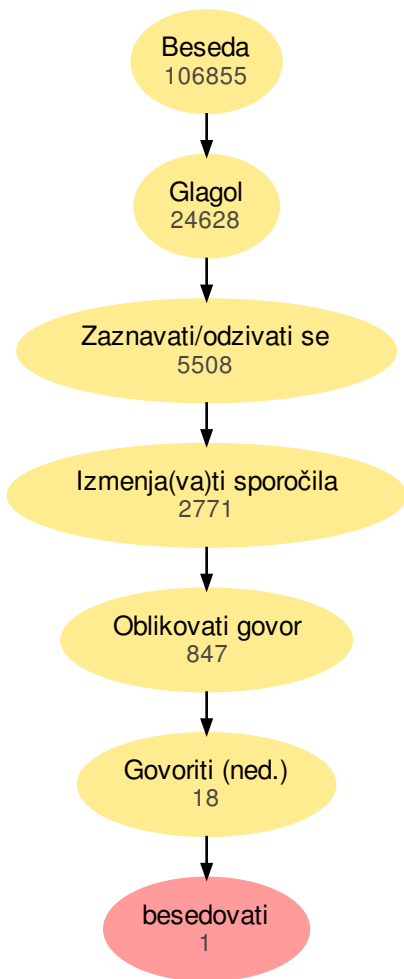 Beseda
106855
Glagol
24628
Zaznavati/odzivati se
5508
Izmenja(va)ti sporočila
2771
Oblikovati govor
847
Govoriti (ned.)
18
besedovati
1